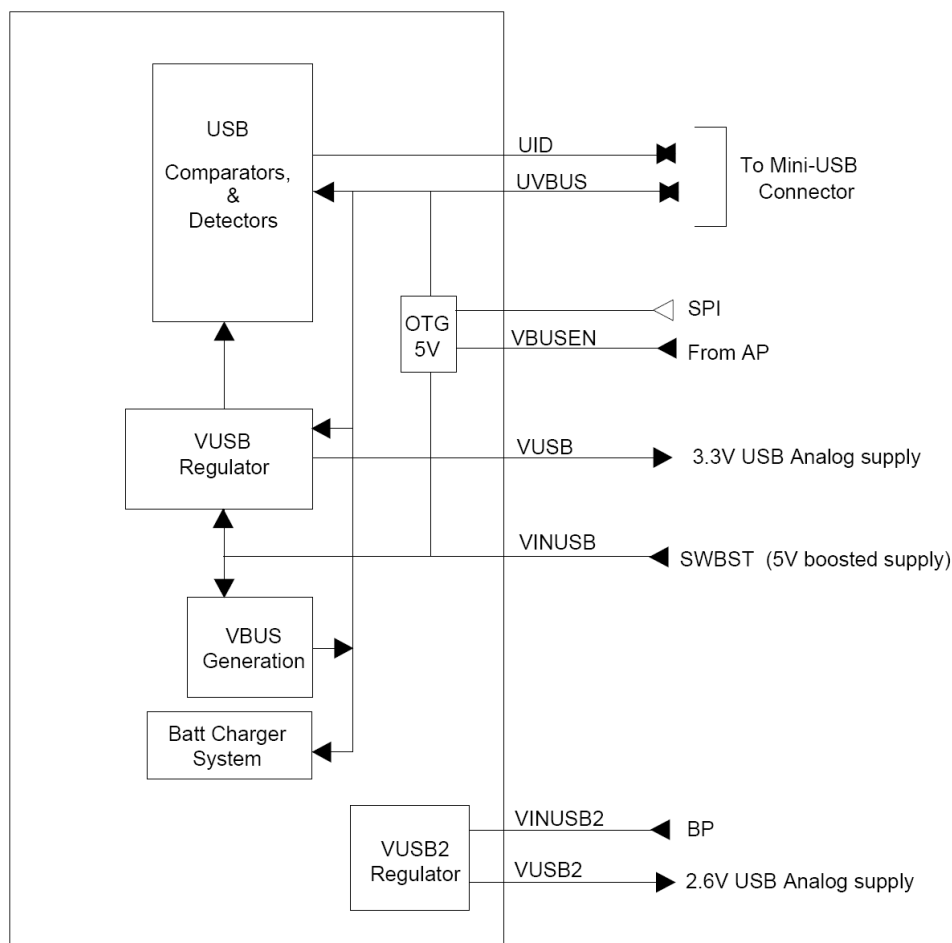 USB
Comparators,
&
Detectors
UID
UVBUS
To Mini-USB
Connector
OTG
5V
SPI
VBUSEN
From AP
VUSB
Regulator
VUSB
3.3V USB Analog supply
VINUSB
SWBST (5V boosted supply)
VBUS
Generation
Batt Charger
System
VUSB2
Regulator
VINUSB2
BP
VUSB2
2.6V USB Analog supply